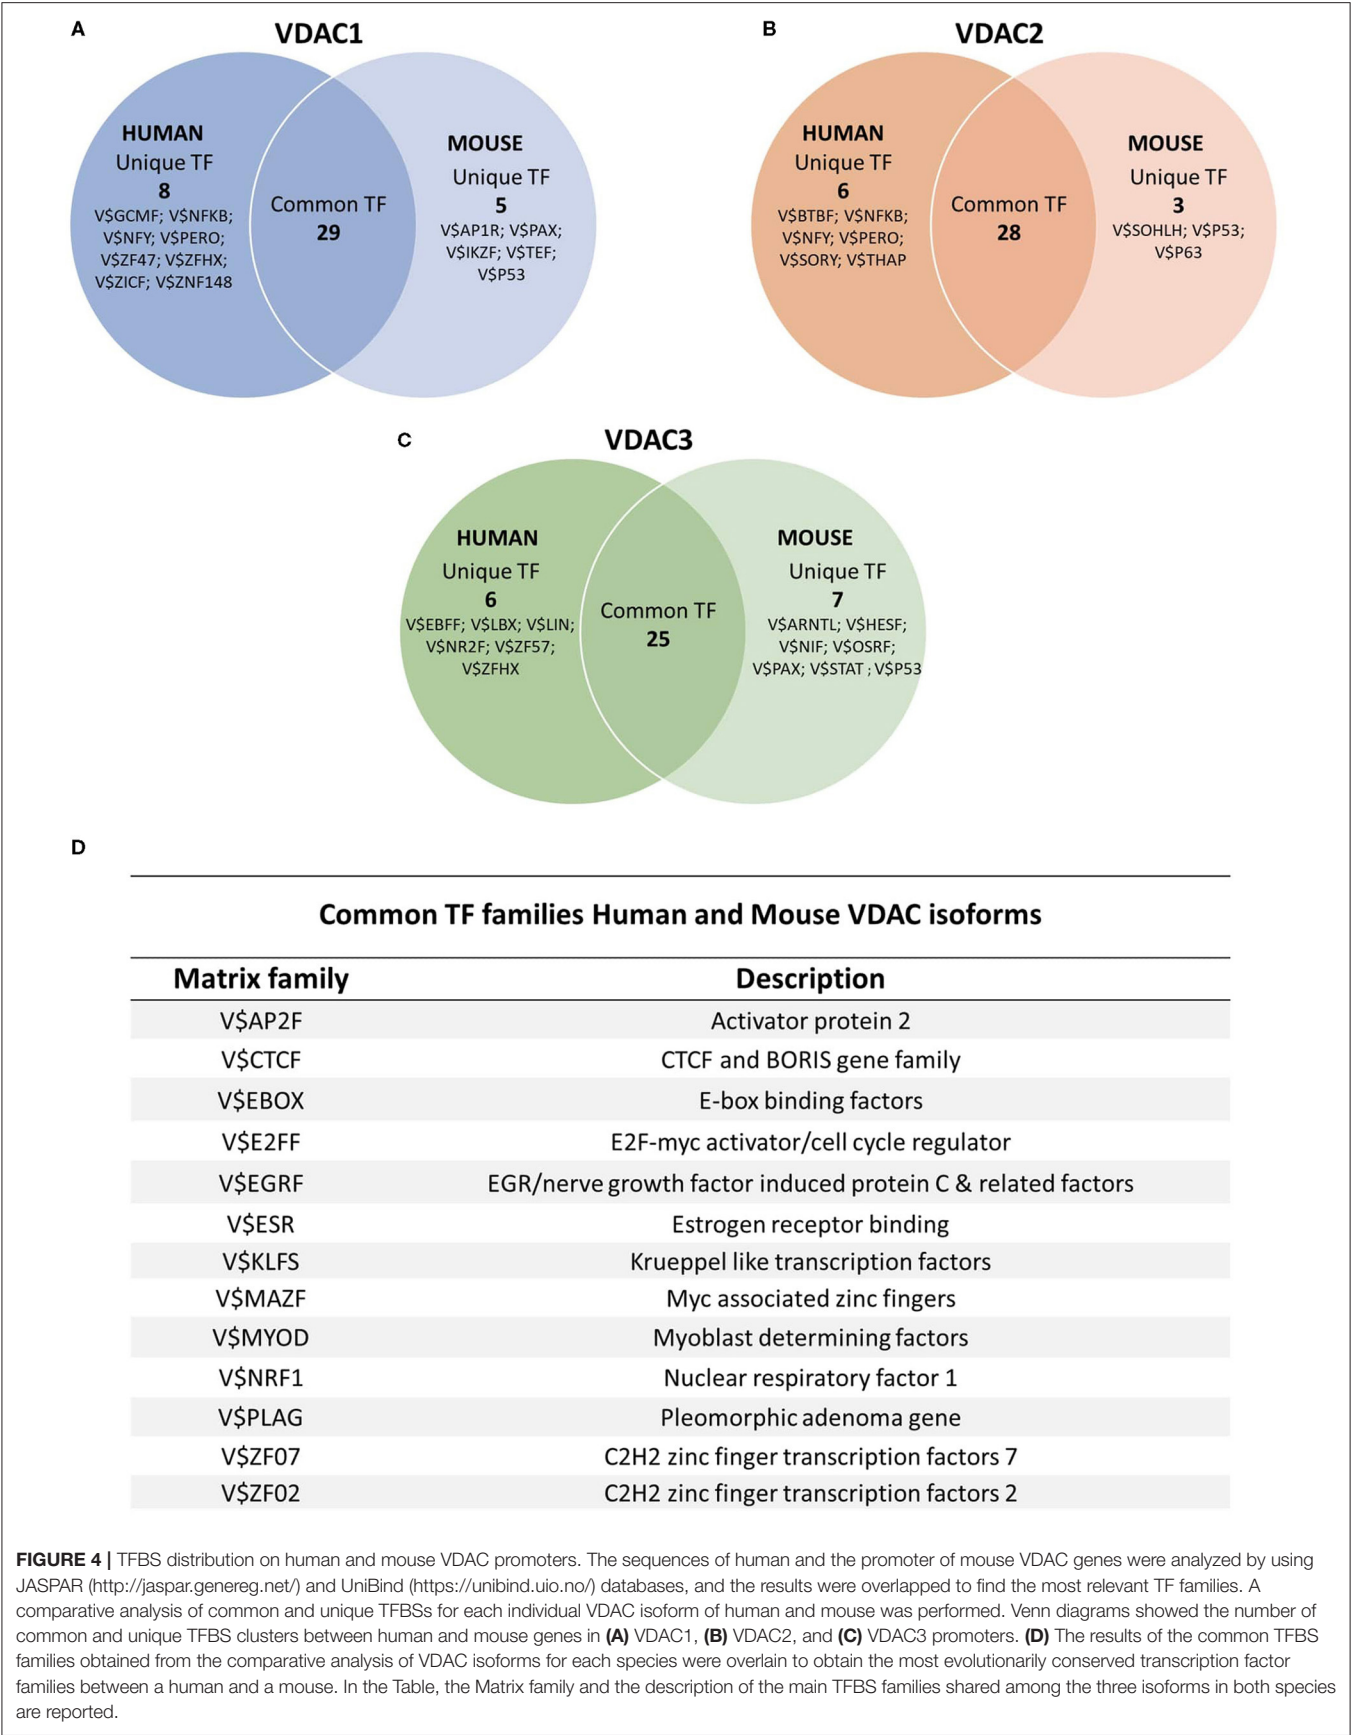 A
VDAC1
HUMAN
Unique TF
8
V$GCMF; V$NFKB;
V$NFY; V$PERO;
V$ZF47; V$ZFHX;
V$ZICF; V$ZNF148
Common TF
29
MOUSE
Unique TF
5
V$AP1R; V$PAX;
V$IKZF; V$TEF;
V$P53
B
VDAC2
HUMAN
Unique TF
6
V$BTBF; V$NFKB;
V$NFY; V$PERO;
V$SORY; V$THAP
Common TF
28
MOUSE
Unique TF
3
V$SOHLH; V$P53;
V$P63
C
VDAC3
HUMAN
Unique TF
6
V$EBFF; V$LBX; V$LIN;
V$NR2F; V$ZF57;
V$ZFHX
Common TF
25
MOUSE
Unique TF
7
V$ARNTL; V$HESF;
V$NIF; V$OSRF;
V$PAX; V$STAT ; V$P53
D
Common TF families Human and Mouse VDAC isoforms
Matrix family Description
V$AP2F Activator protein 2
V$CTCF CTCF and BORIS gene family
V$EBOX E-box binding factors
V$E2FF E2F-myc activator/cell cycle regulator
V$EGRF EGR/nerve growth factor induced protein C & related factors
V$ESR Estrogen receptor binding
V$KLFS Krueppel like transcription factors
V$MAZF Myc associated zinc fingers
V$MYOD Myoblast determining factors
V$NRF1 Nuclear respiratory factor 1
V$PLAG Pleomorphic adenoma gene
V$ZF07 C2H2 zinc finger transcription factors 7
V$ZF02 C2H2 zinc finger transcription factors 2
FIGURE 4 | TFBS distribution on human and mouse VDAC promoters. The sequences of human and the promoter of mouse VDAC genes were analyzed by using
JASPAR (http://jaspar.genereg.net/) and UniBind (https://unibind.uio.no/) databases, and the results were overlapped to find the most relevant TF families. A
comparative analysis of common and unique TFBSs for each individual VDAC isoform of human and mouse was performed. Venn diagrams showed the number of
common and unique TFBS clusters between human and mouse genes in (A) VDAC1, (B) VDAC2, and (C) VDAC3 promoters. (D) The results of the common TFBS
families obtained from the comparative analysis of VDAC isoforms for each species were overlain to obtain the most evolutionarily conserved transcription factor
families between a human and a mouse. In the Table, the Matrix family and the description of the main TFBS families shared among the three isoforms in both species
are reported.